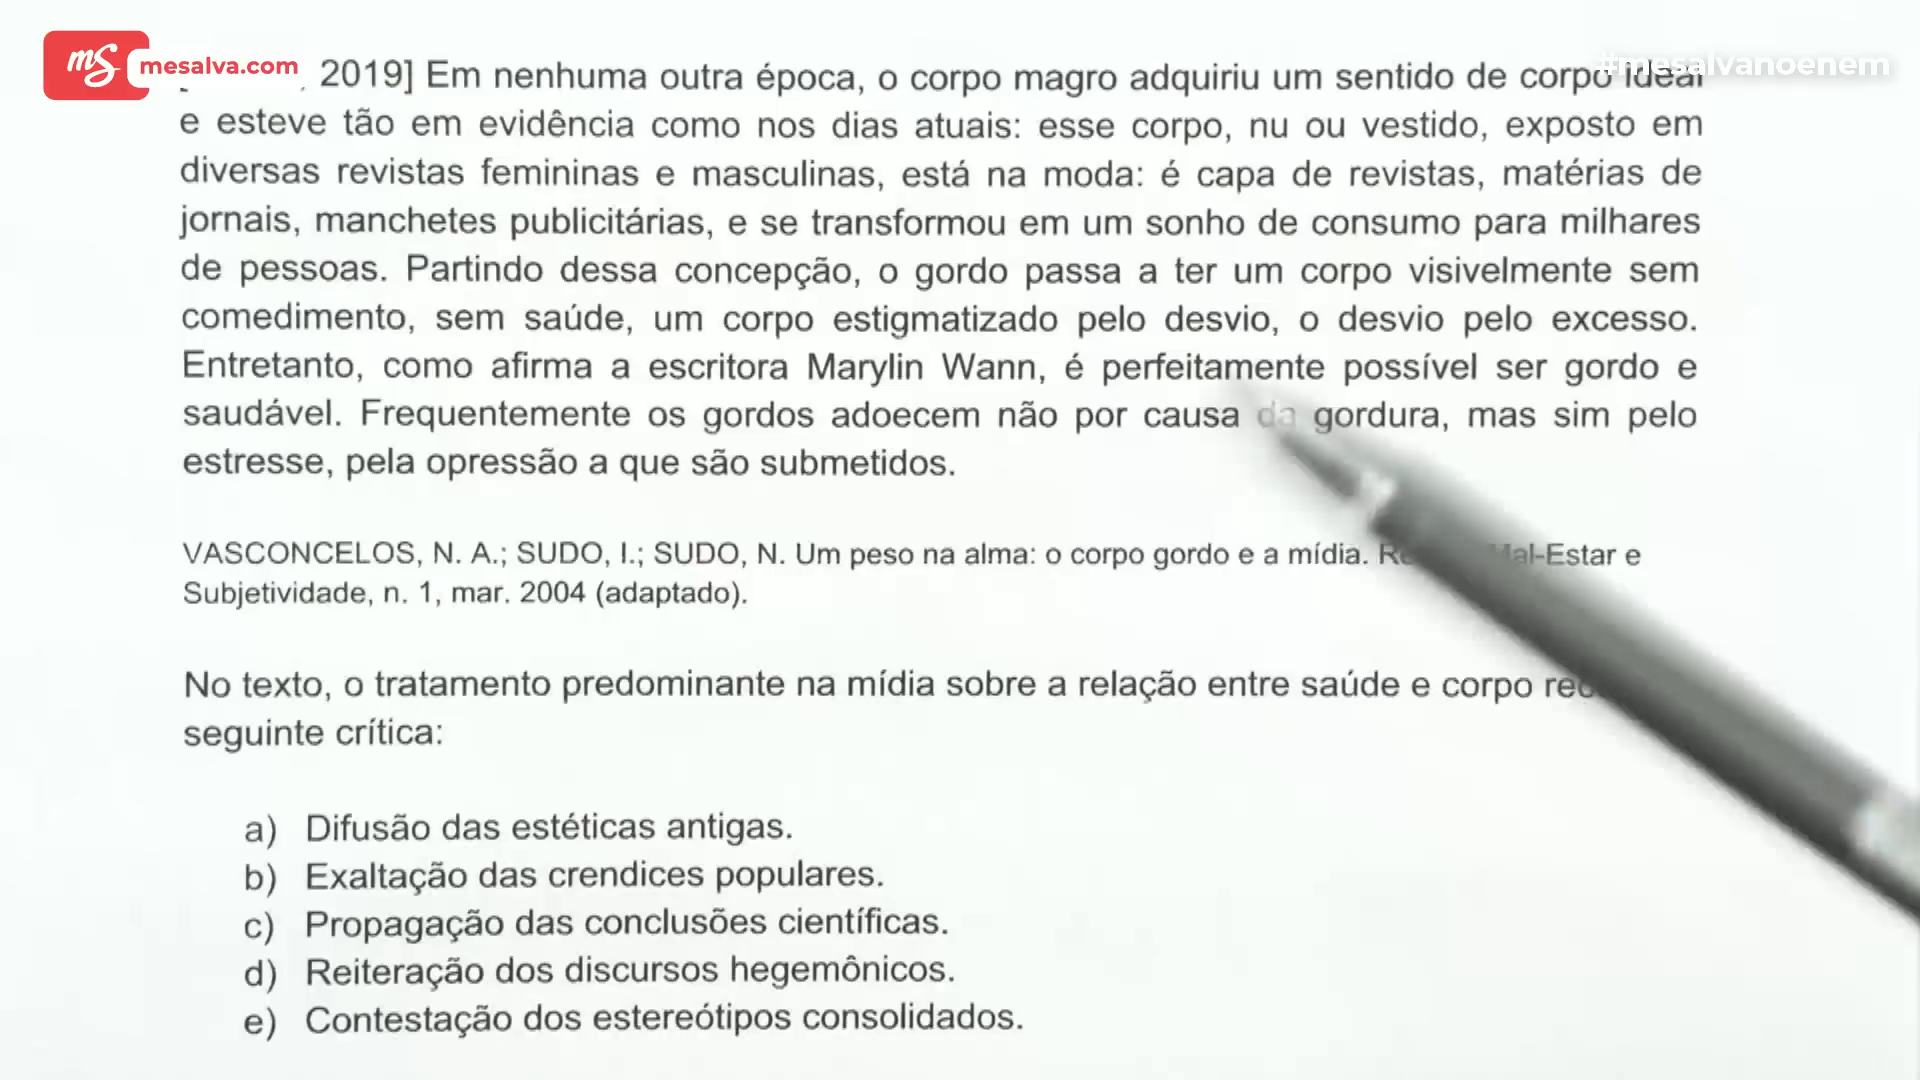 mS mesalva.com #mesalvanoenem
2019] Em nenhuma outra época, o corpo magro adquiriu um sentido de corpo ideal
e esteve tão em evidência como nos dias atuais: esse corpo, nu ou vestido, exposto em
diversas revistas femininas e masculinas, está na moda: é capa de revistas, matérias de
jornais, manchetes publicitárias, e se transformou em um sonho de consumo para milhares
de pessoas. Partindo dessa concepção, o gordo passa a ter um corpo visivelmente sem
comedimento, sem saúde, um corpo estigmatizado pelo desvio, o desvio pelo excesso.
Entretanto, como afirma a escritora Marylin Wann, é perfeitamente possível ser gordo e
saudável. Frequentemente os gordos adoecem não por causa da gordura, mas sim pelo
estresse, pela opressão a que são submetidos.
VASCONCELOS, N. A.; SUDO, I.; SUDO, N. Um peso na alma: o corpo gordo e a mídia. Mal-Estar e
Subjetividade, n. 1, mar. 2004 (adaptado).
No texto, o tratamento predominante na mídia sobre a relação entre saúde e corpo
seguinte crítica:
a) Difusão das estéticas antigas.
b) Exaltação das crendices populares.
c) Propagação das conclusões científicas.
d) Reiteração dos discursos hegemônicos.
e) Contestação dos estereótipos consolidados.